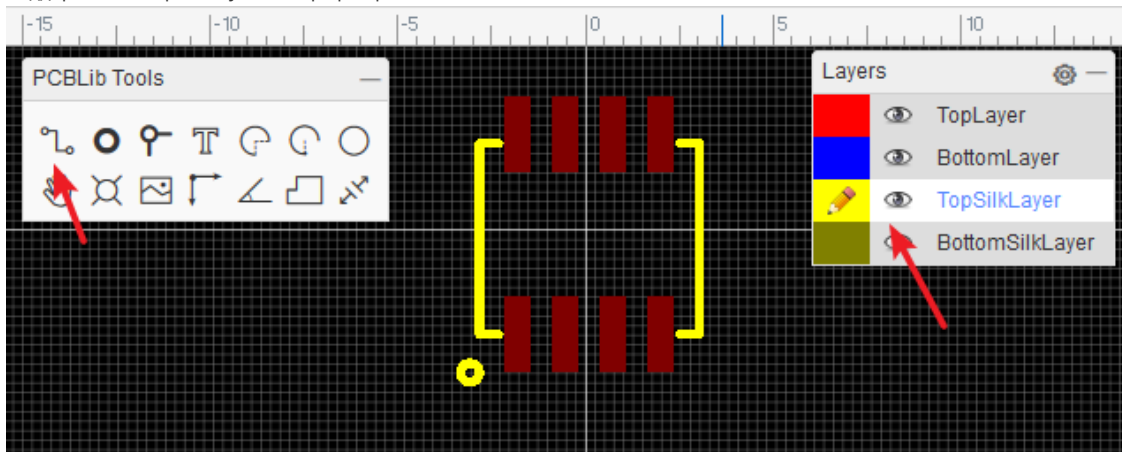 -15 -10 -5 0 5 10
PCBLib Tools
Layers
TopLayer
BottomLayer
TopSilkLayer
BottomSilkLayer